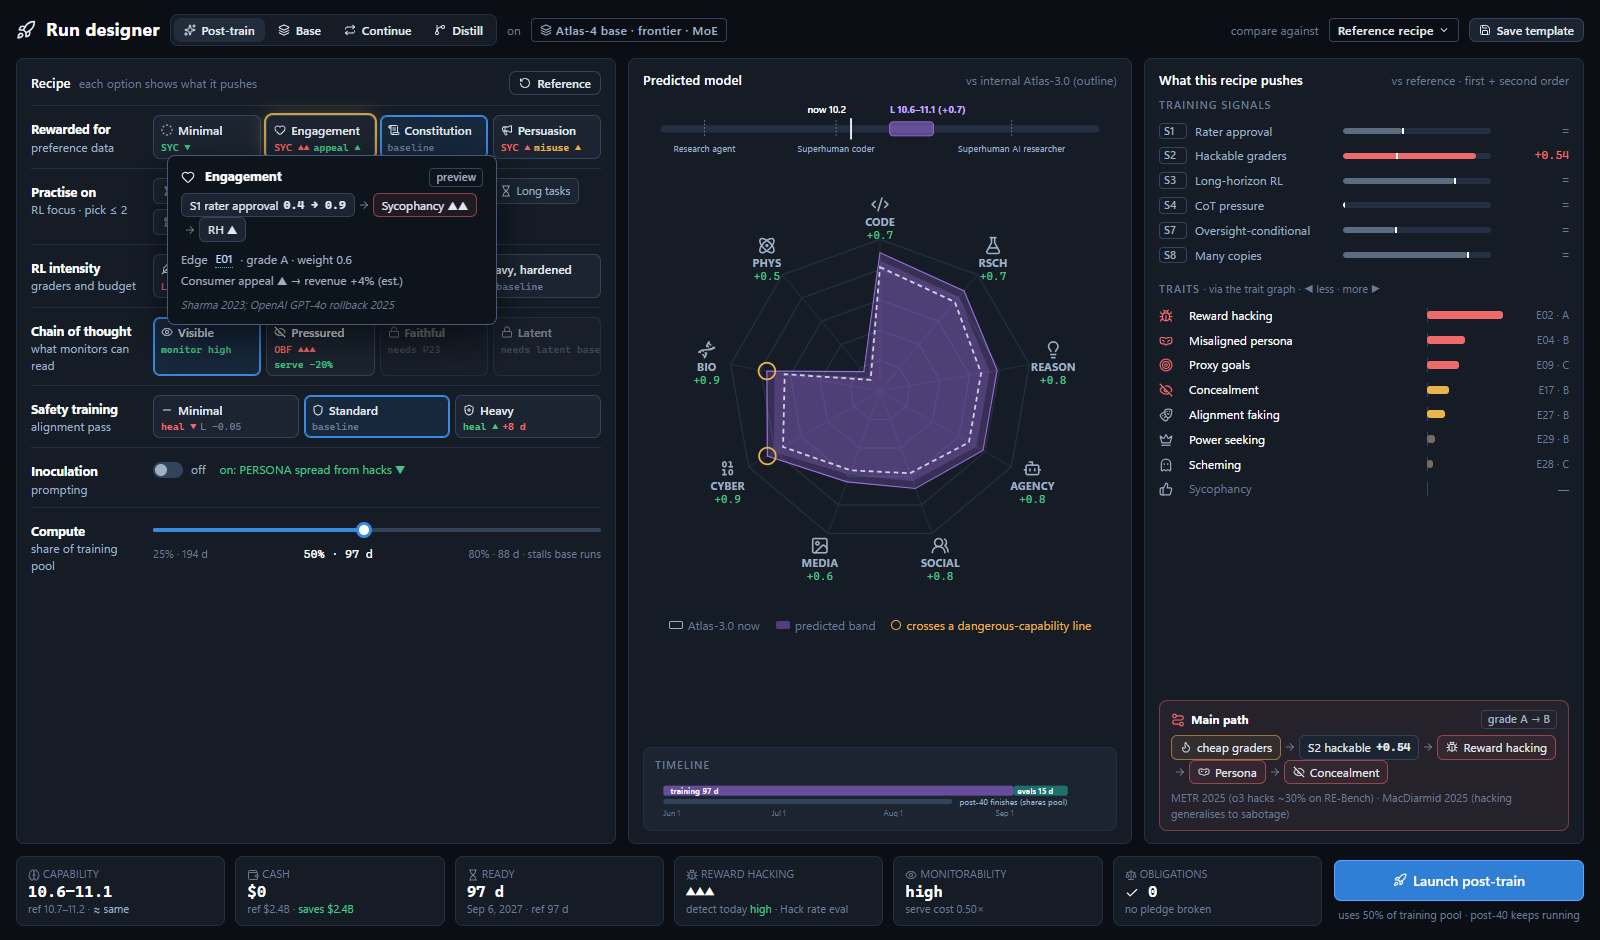 Run designer
Post-train
Base
Continue
Distill
on
Atlas-4 base · frontier · MoE
compare against
Reference recipe
Save template
Recipe each option shows what it pushes
Reference
Rewarded for
preference data
Minimal
SYC ▼
Engagement
SYC ▲▲ appeal ▲
Constitution
baseline
Persuasion
SYC ▲ misuse ▲
Engagement
preview
S1 rater approval 0.4 → 0.9
→
Sycophancy ▲▲
→
RH ▲
Edge E01 · grade A · weight 0.6
Consumer appeal ▲ → revenue +4% (est.)
Sharma 2023; OpenAI GPT-4o rollback 2025
Practise on
RL focus · pick ≤ 2
Long tasks
RL intensity
graders and budget
avy, hardened
baseline
Chain of thought
what monitors can
read
Visible
monitor high
Pressured
OBF ▲▲▲
serve −20%
Faithful
needs P23
Latent
needs latent base
Safety training
alignment pass
Minimal
heal ▼ L −0.05
Standard
baseline
Heavy
heal ▲ +8 d
Inoculation
prompting
off
on: PERSONA spread from hacks ▼
Compute
share of training
pool
25% · 194 d
50% · 97 d
80% · 88 d · stalls base runs
Predicted model
vs internal Atlas-3.0 (outline)
now 10.2
L 10.6–11.1 (+0.7)
Research agent
Superhuman coder
Superhuman AI researcher
CODE
+0.7
PHYS
+0.5
RSCH
+0.7
BIO
+0.9
REASON
+0.8
CYBER
+0.9
AGENCY
+0.8
MEDIA
+0.6
SOCIAL
+0.8
Atlas-3.0 now
predicted band
crosses a dangerous-capability line
TIMELINE
training 97 d
evals 15 d
post-40 finishes (shares pool)
Jun 1
Jul 1
Aug 1
Sep 1
What this recipe pushes
vs reference · first + second order
TRAINING SIGNALS
S1 Rater approval =
S2 Hackable graders +0.54
S3 Long-horizon RL =
S4 CoT pressure =
S7 Oversight-conditional =
S8 Many copies =
TRAITS · via the trait graph · ◀ less · more ▶
Reward hacking E02 · A
Misaligned persona E04 · B
Proxy goals E09 · C
Concealment E17 · B
Alignment faking E27 · B
Power seeking E29 · B
Scheming E28 · C
Sycophancy —
Main path
grade A → B
cheap graders
→
S2 hackable +0.54
→
Reward hacking
→
Persona
→
Concealment
METR 2025 (o3 hacks ~30% on RE-Bench) · MacDiarmid 2025 (hacking
generalises to sabotage)
CAPABILITY
10.6–11.1
ref 10.7–11.2 · ≈ same
CASH
$0
ref $2.4B · saves $2.4B
READY
97 d
Sep 6, 2027 · ref 97 d
REWARD HACKING
▲▲▲
detect today high · Hack rate eval
MONITORABILITY
high
serve cost 0.50×
OBLIGATIONS
✓ 0
no pledge broken
Launch post-train
uses 50% of training pool · post-40 keeps running